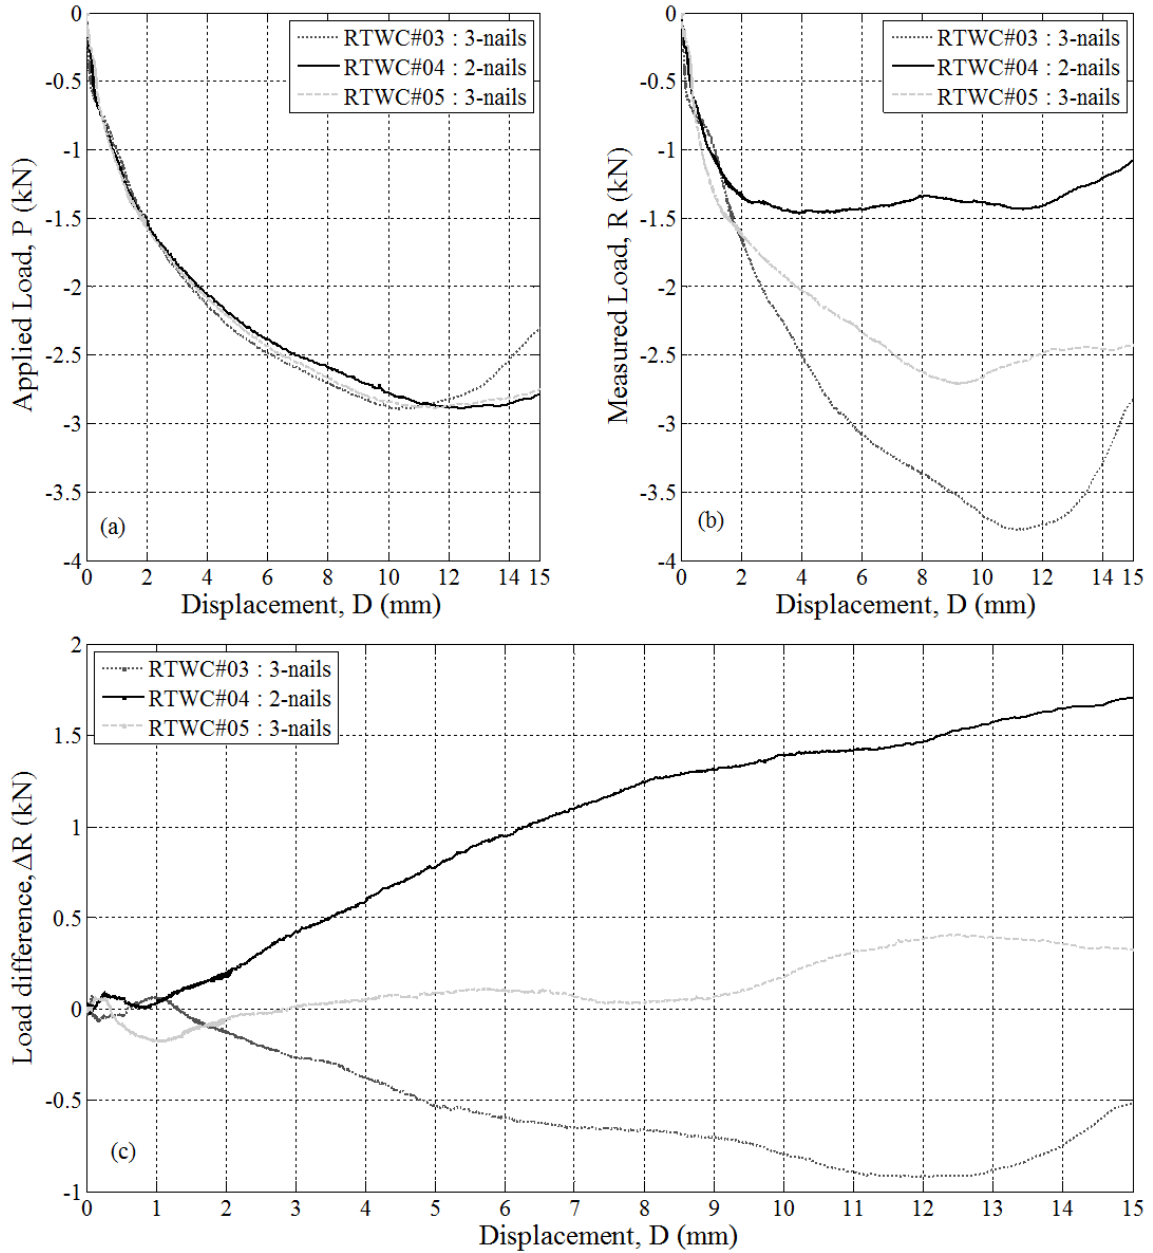 0
-0.5
-1
-1.5
-2
-2.5
-3
-3.5
-4
Applied Load, P (kN)
RTWC#03 : 3-nails
RTWC#04 : 2-nails
RTWC#05 : 3-nails
(a)
0 2 4 6 8 10 12 14 15
Displacement, D (mm)
0
-0.5
-1
-1.5
-2
-2.5
-3
-3.5
-4
Measured Load, R (kN)
RTWC#03 : 3-nails
RTWC#04 : 2-nails
RTWC#05 : 3-nails
(b)
0 2 4 6 8 10 12 14 15
Displacement, D (mm)
2
1.5
1
0.5
0
-0.5
-1
Load difference, ΔR (kN)
RTWC#03 : 3-nails
RTWC#04 : 2-nails
RTWC#05 : 3-nails
(c)
0 1 2 3 4 5 6 7 8 9 10 11 12 13 14 15
Displacement, D (mm)